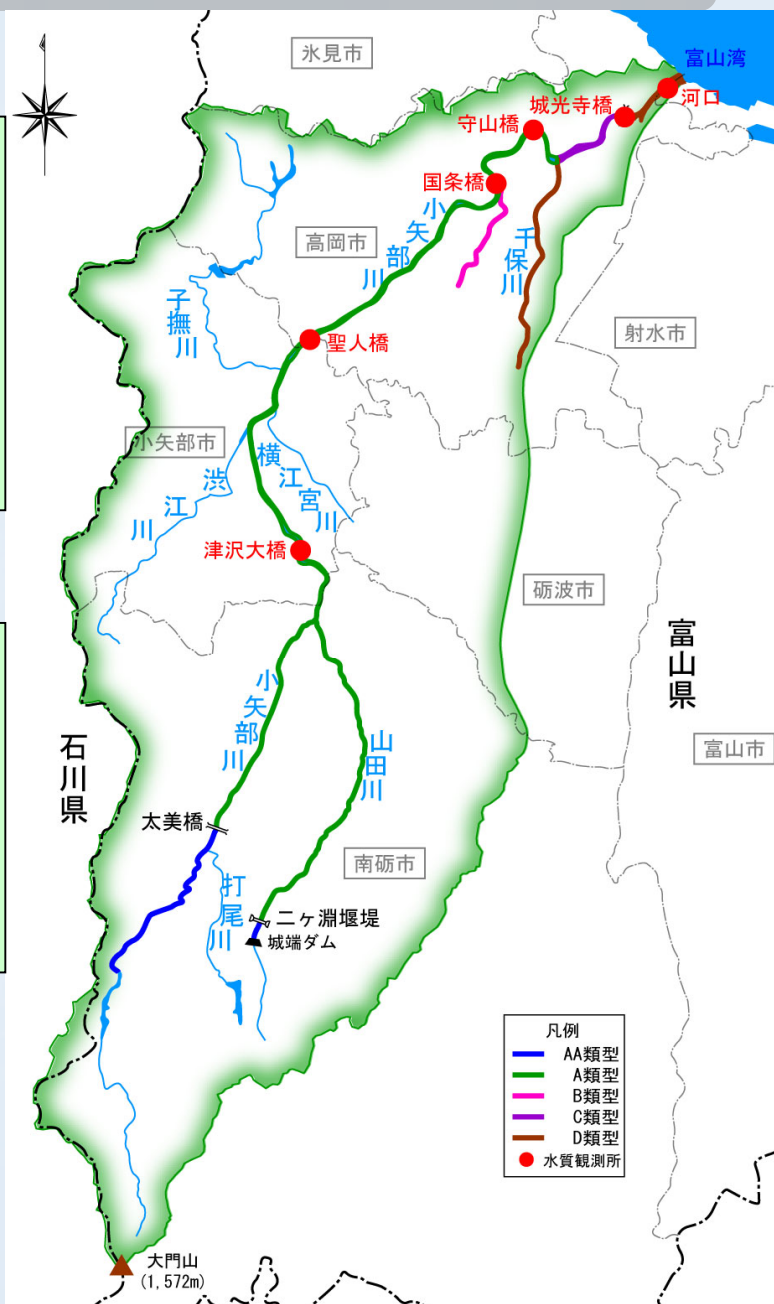 富山湾
氷見市
河口
城光寺橋
守山橋
国条橋
小矢部川
高岡市
千保川
子撫川
射水市
聖人橋
小矢部市
横江宮川
渋江川
津沢大橋
砺波市
富山県
小矢部川
石川県
山田川
富山市
太美橋
南砺市
打尾川
二ヶ淵堰堤
城端ダム
凡例
AA類型
A類型
B類型
C類型
D類型
水質観測所
大門山
(1,572m)